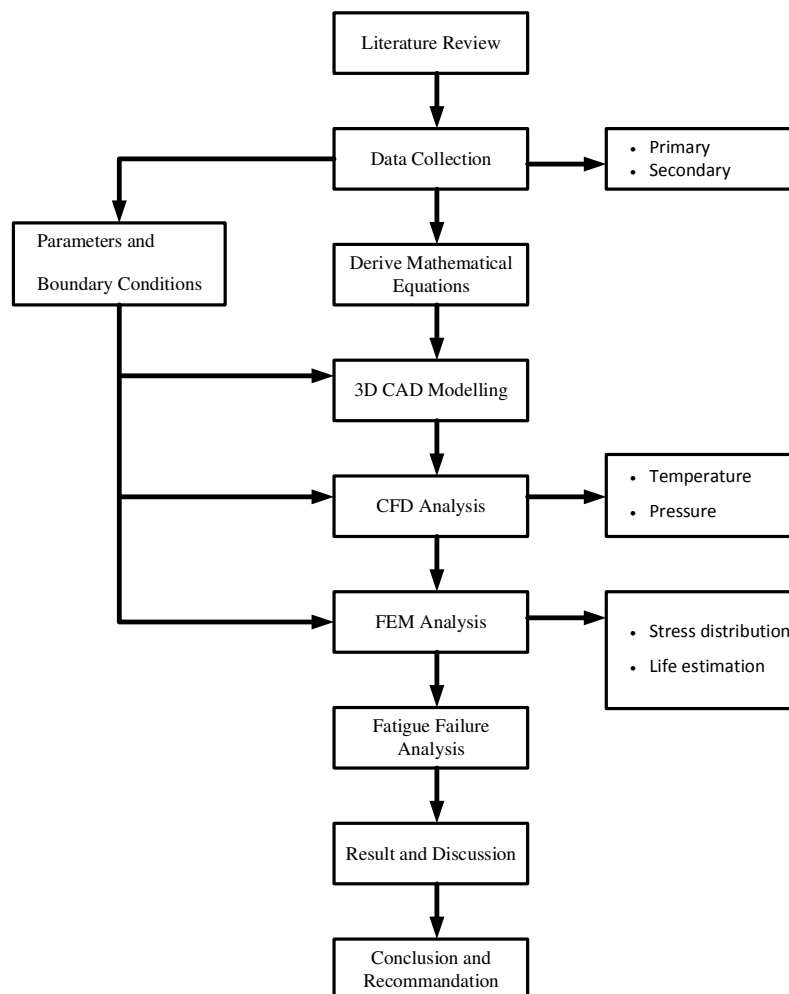 Literature Review
Data Collection
• Primary
• Secondary
Parameters and
Boundary Conditions
Derive Mathematical
Equations
3D CAD Modelling
CFD Analysis
• Temperature
• Pressure
FEM Analysis
• Stress distribution
• Life estimation
Fatigue Failure
Analysis
Result and Discussion
Conclusion and
Recommandation